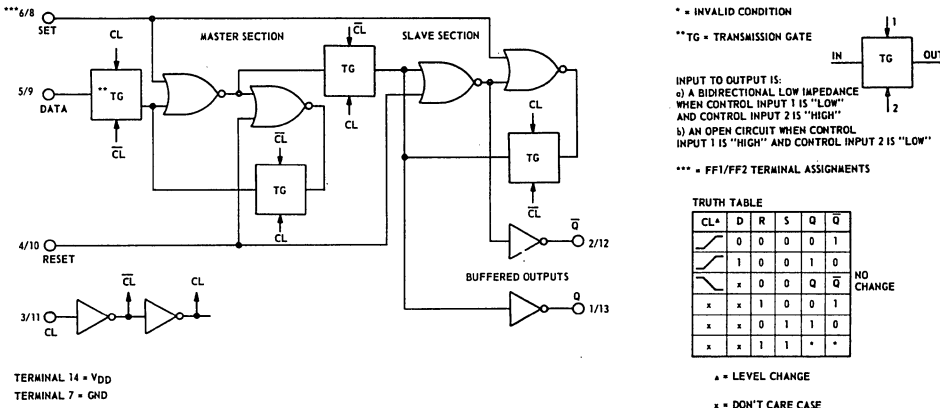 ***6/8
SET
CL
MASTER SECTION
C̅L̅
SLAVE SECTION
5/9
DATA
** TG
C̅L̅
TG
CL
C̅L̅
TG
CL
CL
TG
C̅L̅
4/10
RESET
Q̅
2/12
BUFFERED OUTPUTS
Q
1/13
3/11
CL
C̅L̅
CL
TERMINAL 14 = VDD
TERMINAL 7 = GND
* = INVALID CONDITION
**TG = TRANSMISSION GATE
1
IN
TG
OUT
2
INPUT TO OUTPUT IS:
a) A BIDIRECTIONAL LOW IMPEDANCE
WHEN CONTROL INPUT 1 IS "LOW"
AND CONTROL INPUT 2 IS "HIGH"
b) AN OPEN CIRCUIT WHEN CONTROL
INPUT 1 IS "HIGH" AND CONTROL INPUT 2 IS "LOW"
*** = FF1/FF2 TERMINAL ASSIGNMENTS
TRUTH TABLE
CL▲ D R S Q Q̅
0 0 0 0 1
1 0 0 1 0
x 0 0 Q Q̅ NO CHANGE
x x 1 0 0 1
x x 0 1 1 0
x x 1 1 * *
▲ = LEVEL CHANGE
x = DON'T CARE CASE